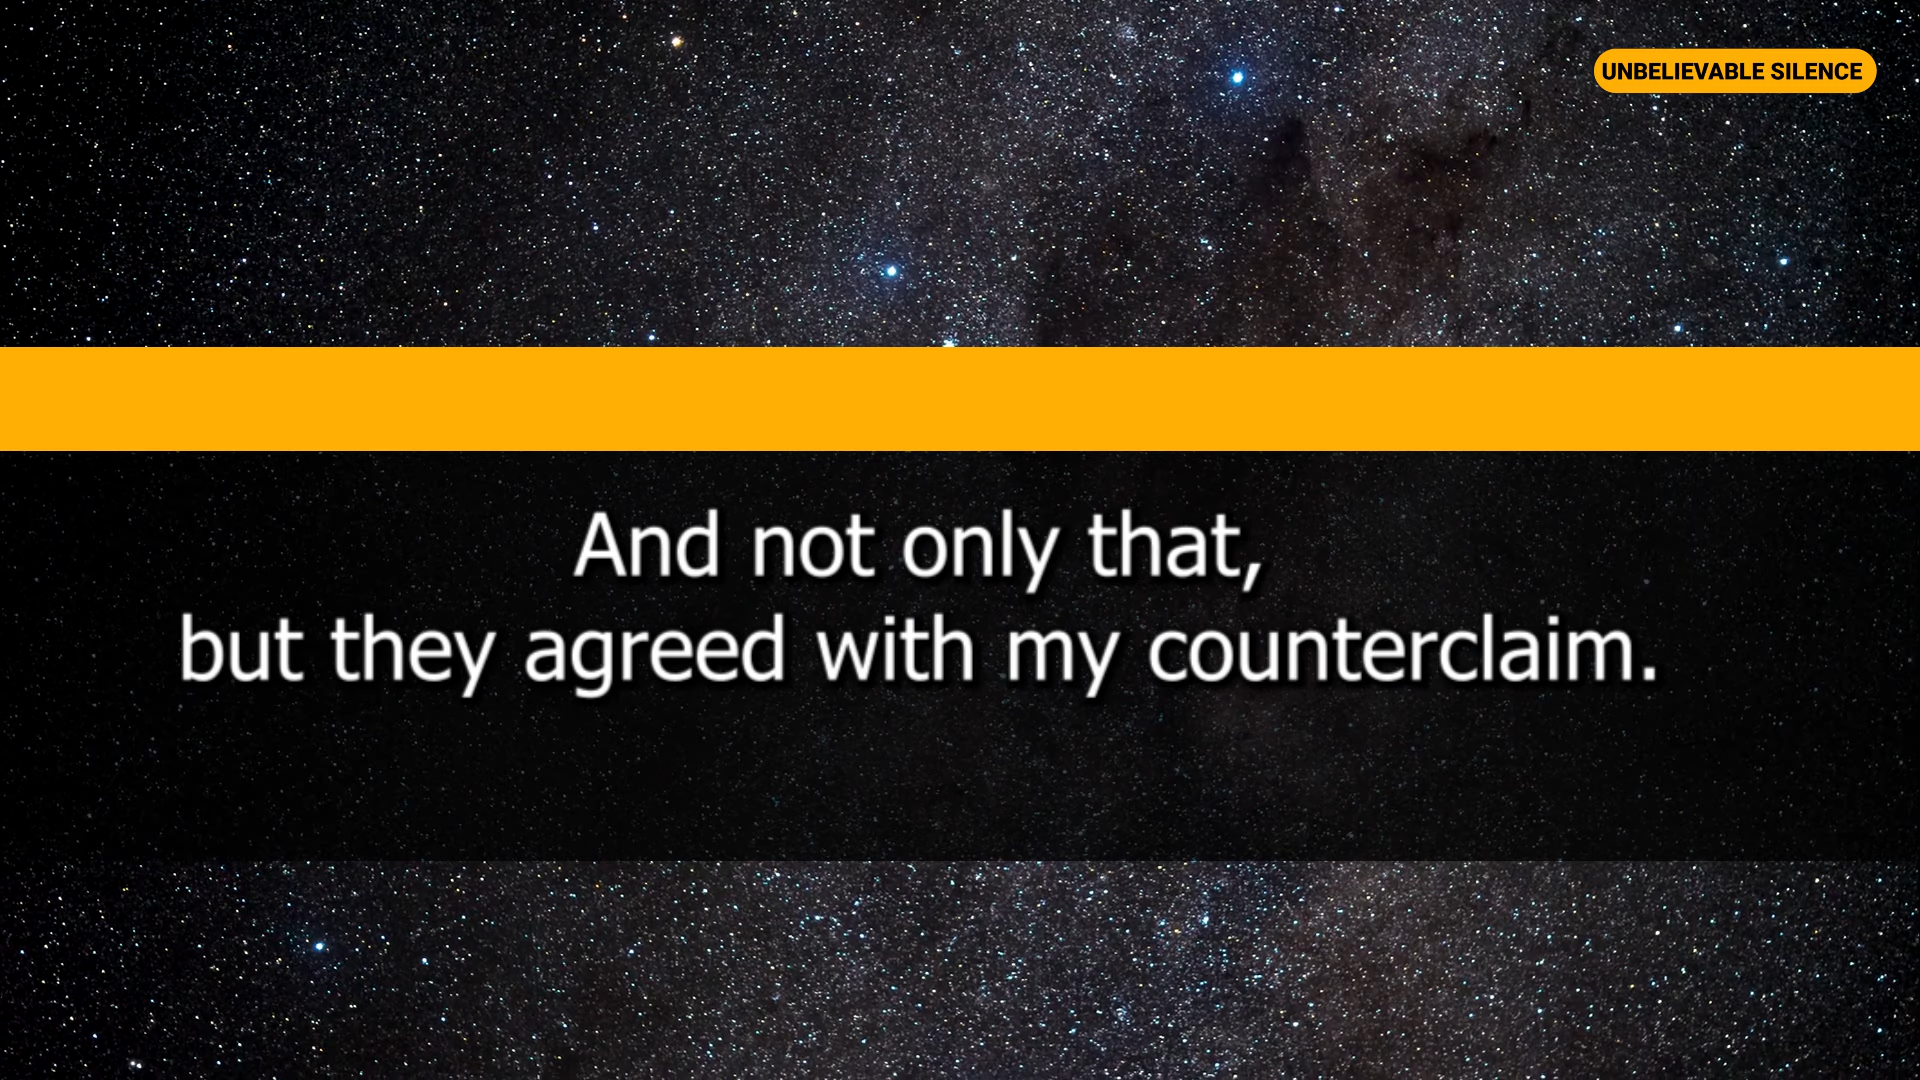 UNBELIEVABLE SILENCE
And not only that,
but they agreed with my counterclaim.